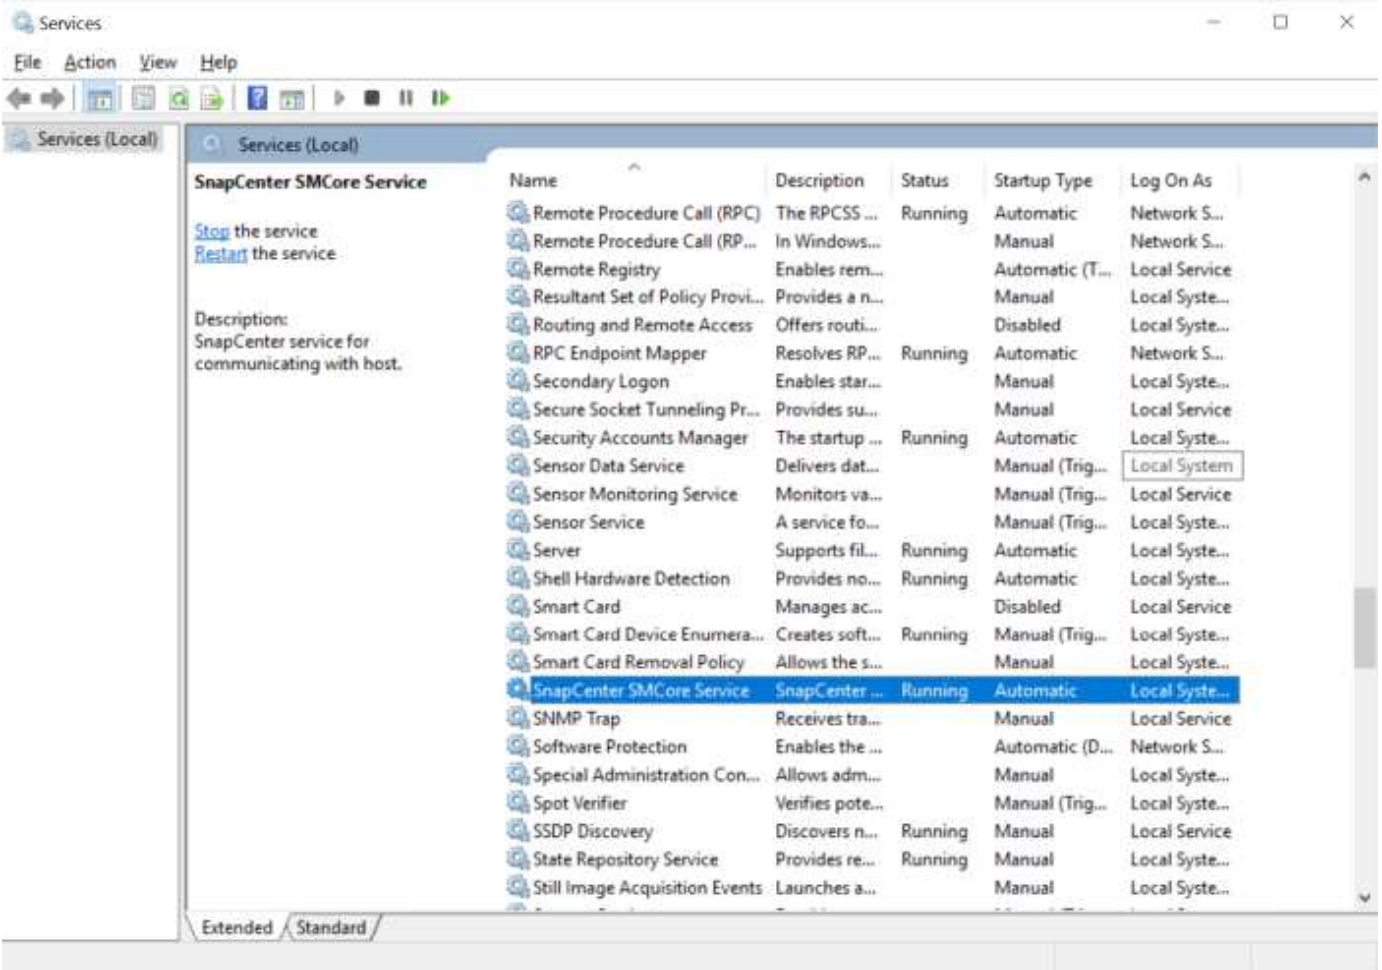 Services
File Action View Help
Services (Local)
Services (Local)
SnapCenter SMCore Service
Stop the service
Restart the service
Description:
SnapCenter service for
communicating with host.
Name Description Status Startup Type Log On As
Remote Procedure Call (RPC) The RPCSS ... Running Automatic Network S...
Remote Procedure Call (RP... In Windows... Manual Network S...
Remote Registry Enables rem... Automatic (T... Local Service
Resultant Set of Policy Provi... Provides a n... Manual Local Syste...
Routing and Remote Access Offers routi... Disabled Local Syste...
RPC Endpoint Mapper Resolves RP... Running Automatic Network S...
Secondary Logon Enables star... Manual Local Syste...
Secure Socket Tunneling Pr... Provides su... Manual Local Service
Security Accounts Manager The startup ... Running Automatic Local Syste...
Sensor Data Service Delivers dat... Manual (Trig... Local System
Sensor Monitoring Service Monitors va... Manual (Trig... Local Service
Sensor Service A service fo... Manual (Trig... Local Syste...
Server Supports fil... Running Automatic Local Syste...
Shell Hardware Detection Provides no... Running Automatic Local Syste...
Smart Card Manages ac... Disabled Local Service
Smart Card Device Enumera... Creates soft... Running Manual (Trig... Local Syste...
Smart Card Removal Policy Allows the s... Manual Local Syste...
SnapCenter SMCore Service SnapCenter ... Running Automatic Local Syste...
SNMP Trap Receives tra... Manual Local Service
Software Protection Enables the ... Automatic (D... Network S...
Special Administration Con... Allows adm... Manual Local Syste...
Spot Verifier Verifies pote... Manual (Trig... Local Syste...
SSDP Discovery Discovers n... Running Manual Local Service
State Repository Service Provides re... Running Manual Local Syste...
Still Image Acquisition Events Launches a... Manual Local Syste...
Extended Standard